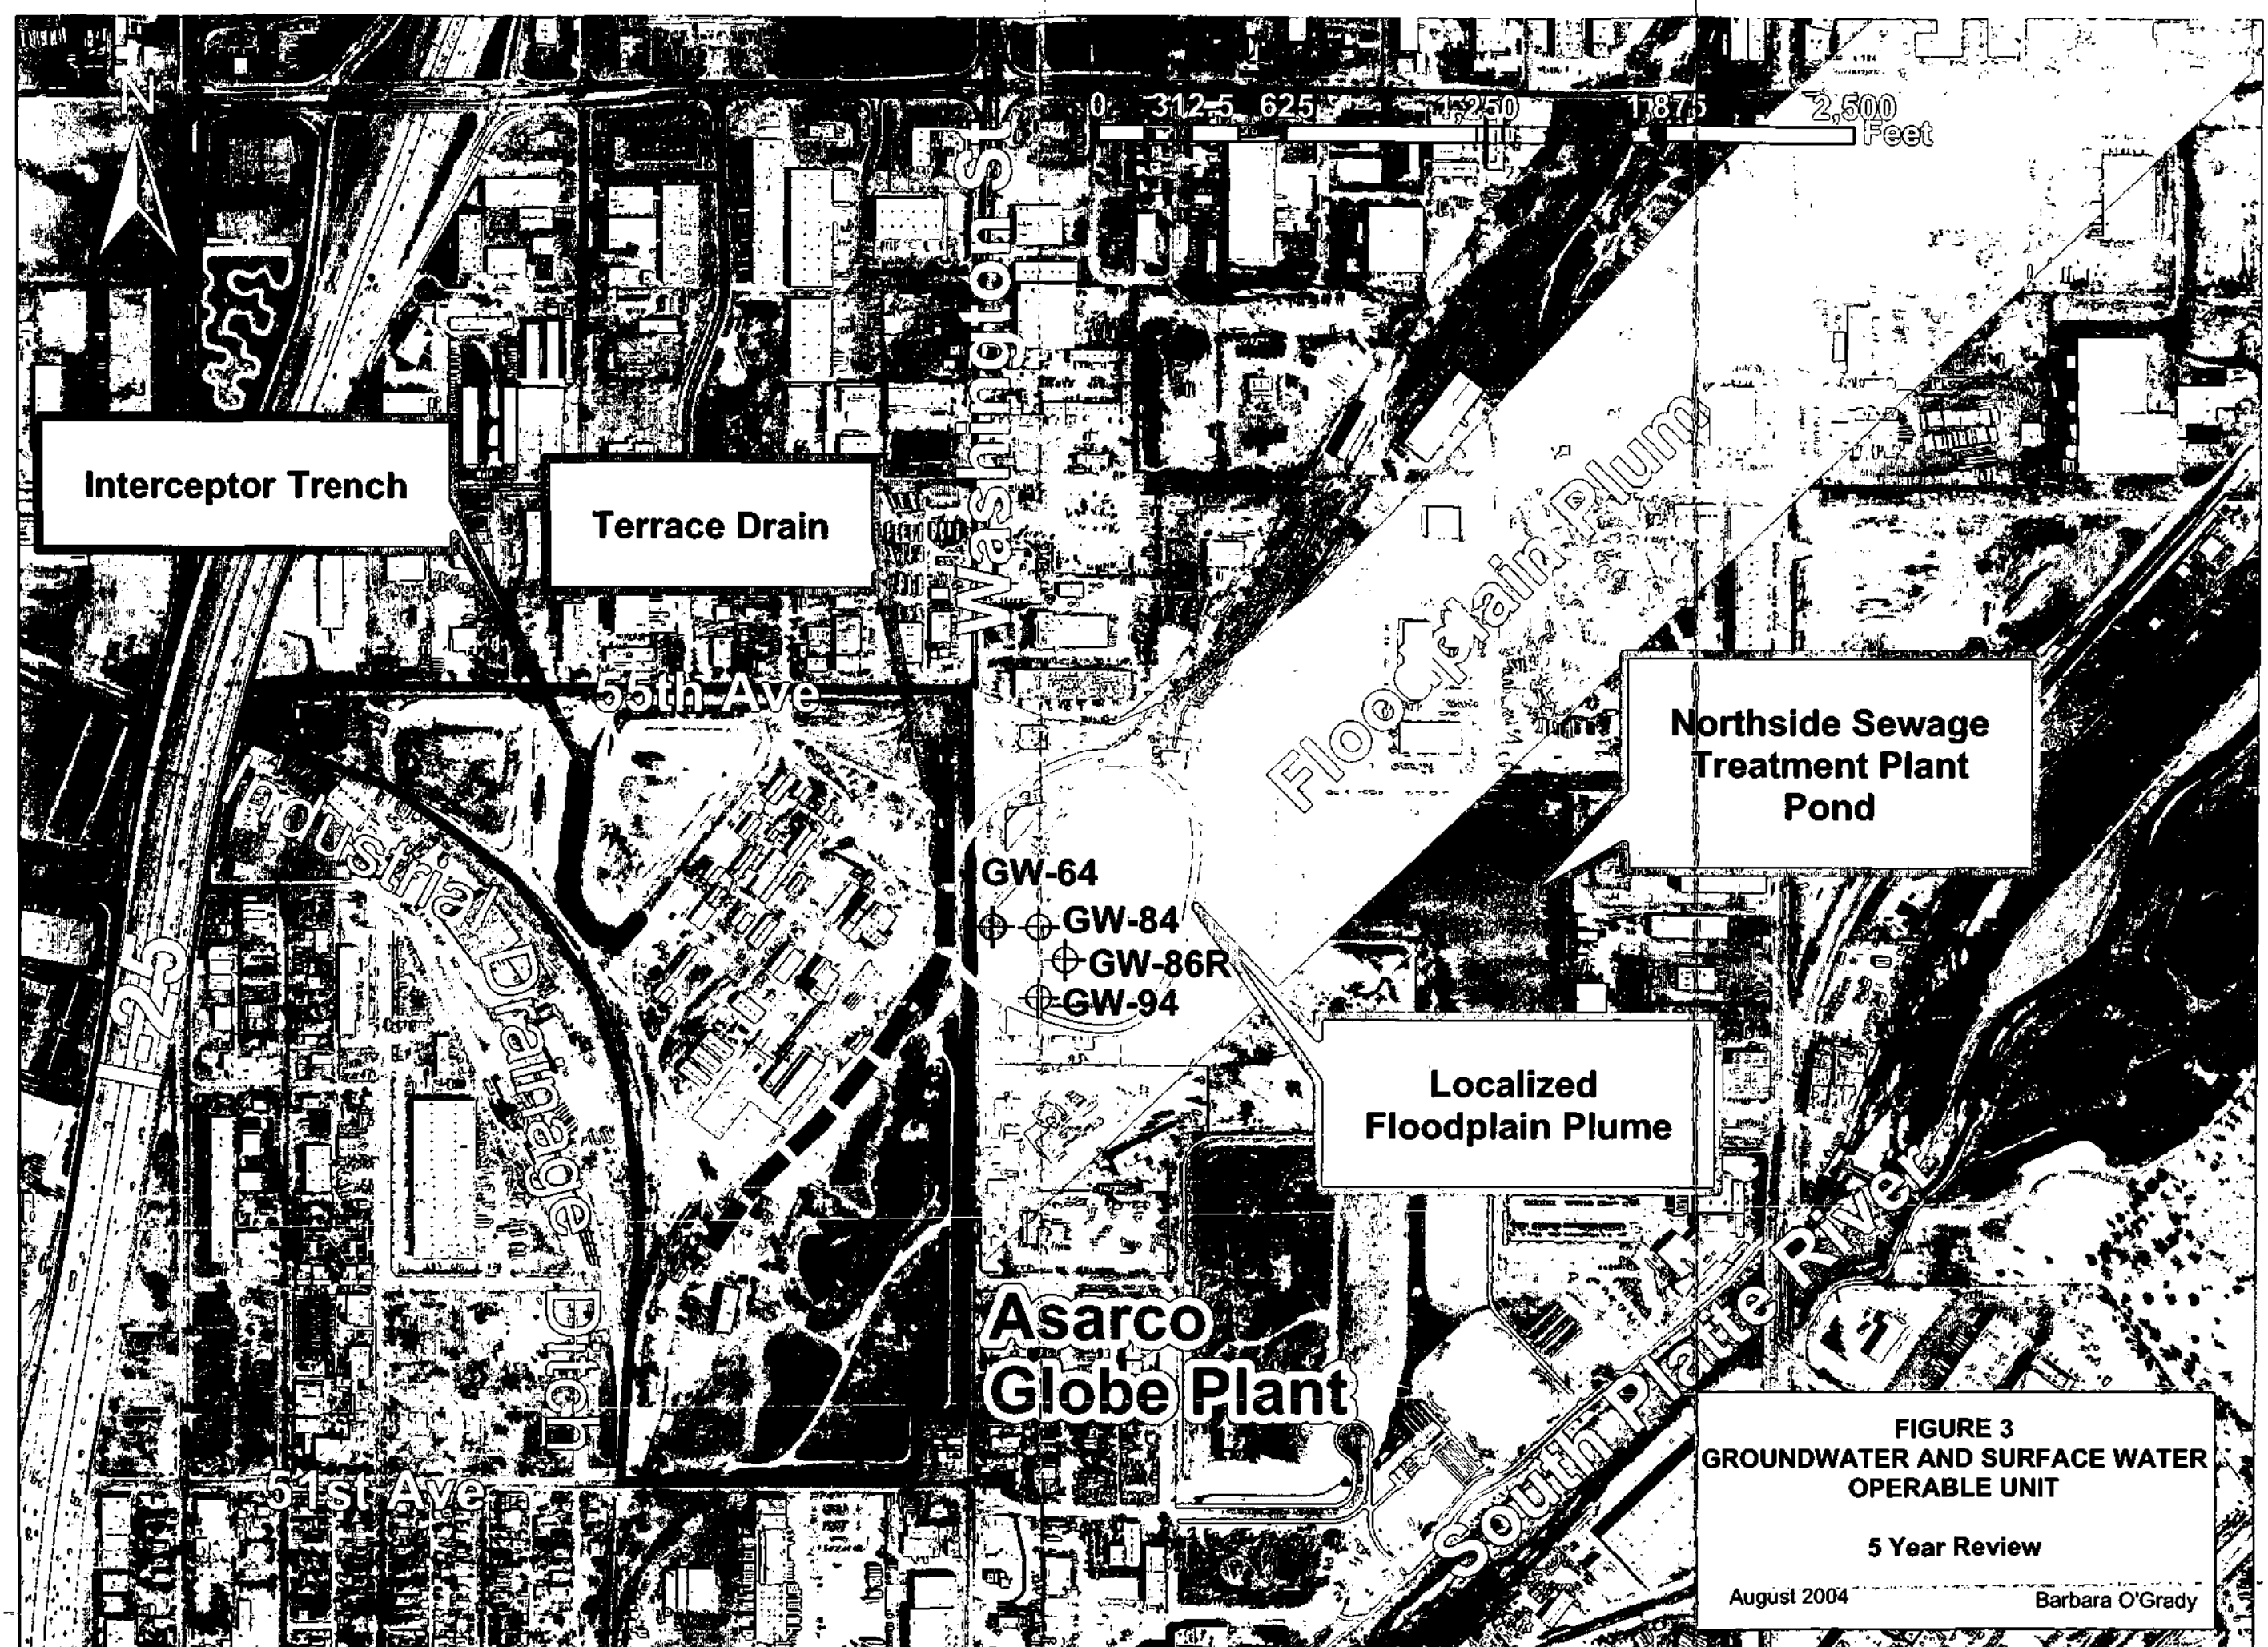 N
0 312.5 625 1,250 1,875 2,500
Feet
Washington St
Interceptor Trench
Terrace Drain
55th Ave
Floodplain Plum
Northside Sewage
Treatment Plant
Pond
Industrial Drainage Ditch
I-25
GW-64
GW-84
GW-86R
GW-94
Localized
Floodplain Plume
Asarco
Globe Plant
South Platte River
51st Ave
FIGURE 3
GROUNDWATER AND SURFACE WATER
OPERABLE UNIT
5 Year Review
August 2004 Barbara O'Grady